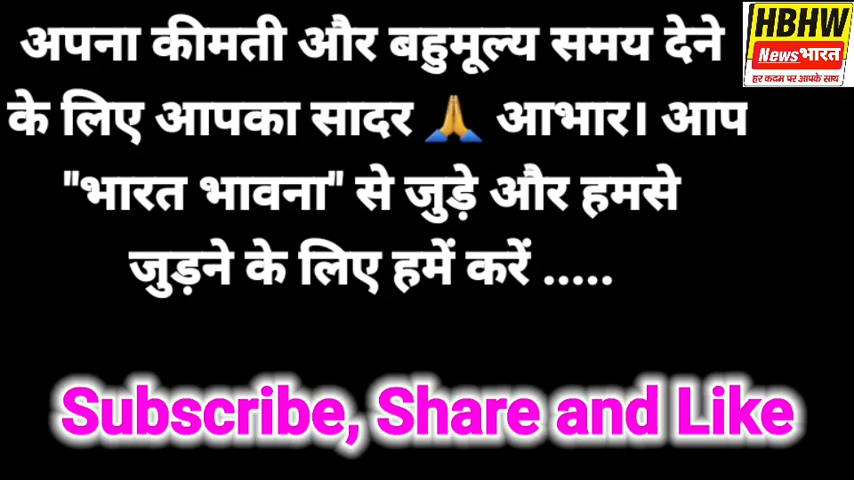 अपना कीमती और बहुमूल्य समय देने
के लिए आपका सादर 🙏 आभार। आप
"भारत भावना" से जुड़े और हमसे
जुड़ने के लिए हमें करें .....
Subscribe, Share and Like
HBHW
Newsभारत
हर कदम पर आपके साथ